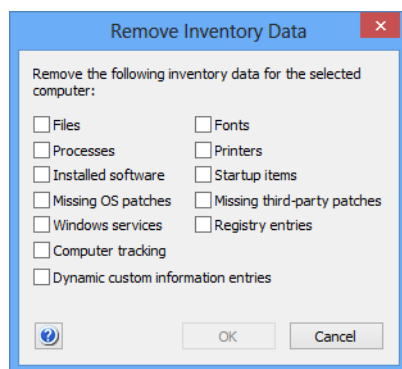 Remove Inventory Data
Remove the following inventory data for the selected
computer:
Files
Fonts
Processes
Printers
Installed software
Startup items
Missing OS patches
Missing third-party patches
Windows services
Registry entries
Computer tracking
Dynamic custom information entries
OK
Cancel